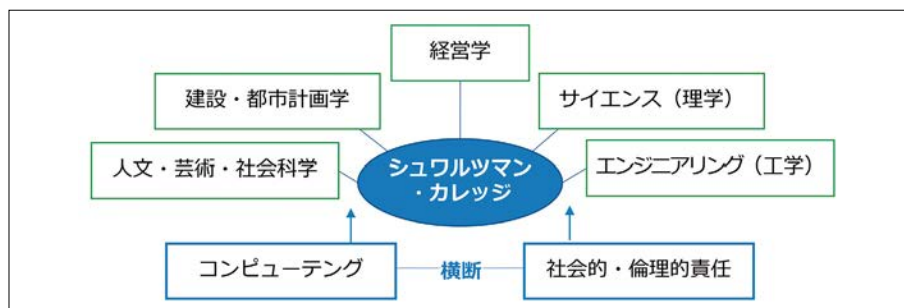 経営学
建設・都市計画学
サイエンス（理学）
人文・芸術・社会科学
シュワルツマン
・カレッジ
エンジニアリング（工学）
コンピューテング
横断
社会的・倫理的責任